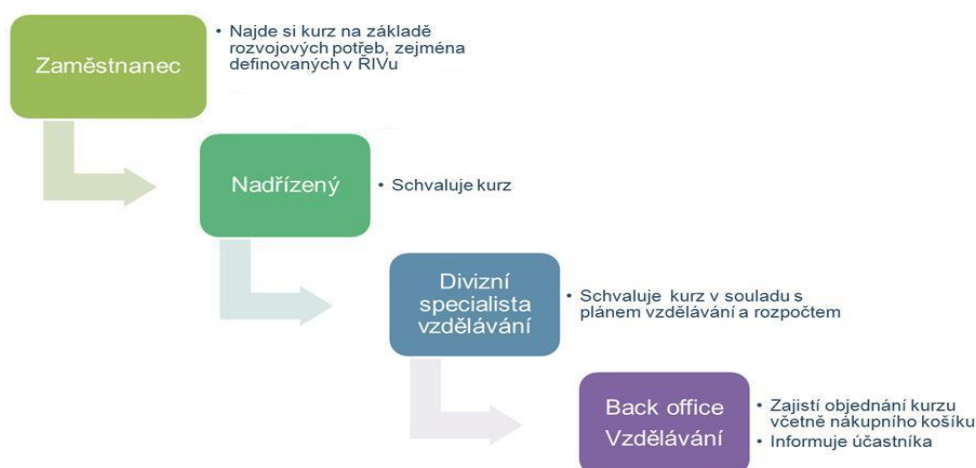 Zaměstnanec
• Najde si kurz na základě
rozvojových potřeb, zejména
definovaných v ŘIVu
Nadřízený
• Schvaluje kurz
Divizní
specialista
vzdělávání
• Schvaluje kurz v souladu s
plánem vzdělávání a rozpočtem
Back office
Vzdělávání
• Zajistí objednání kurzu
včetně nákupního košíku
• Informuje účastníka